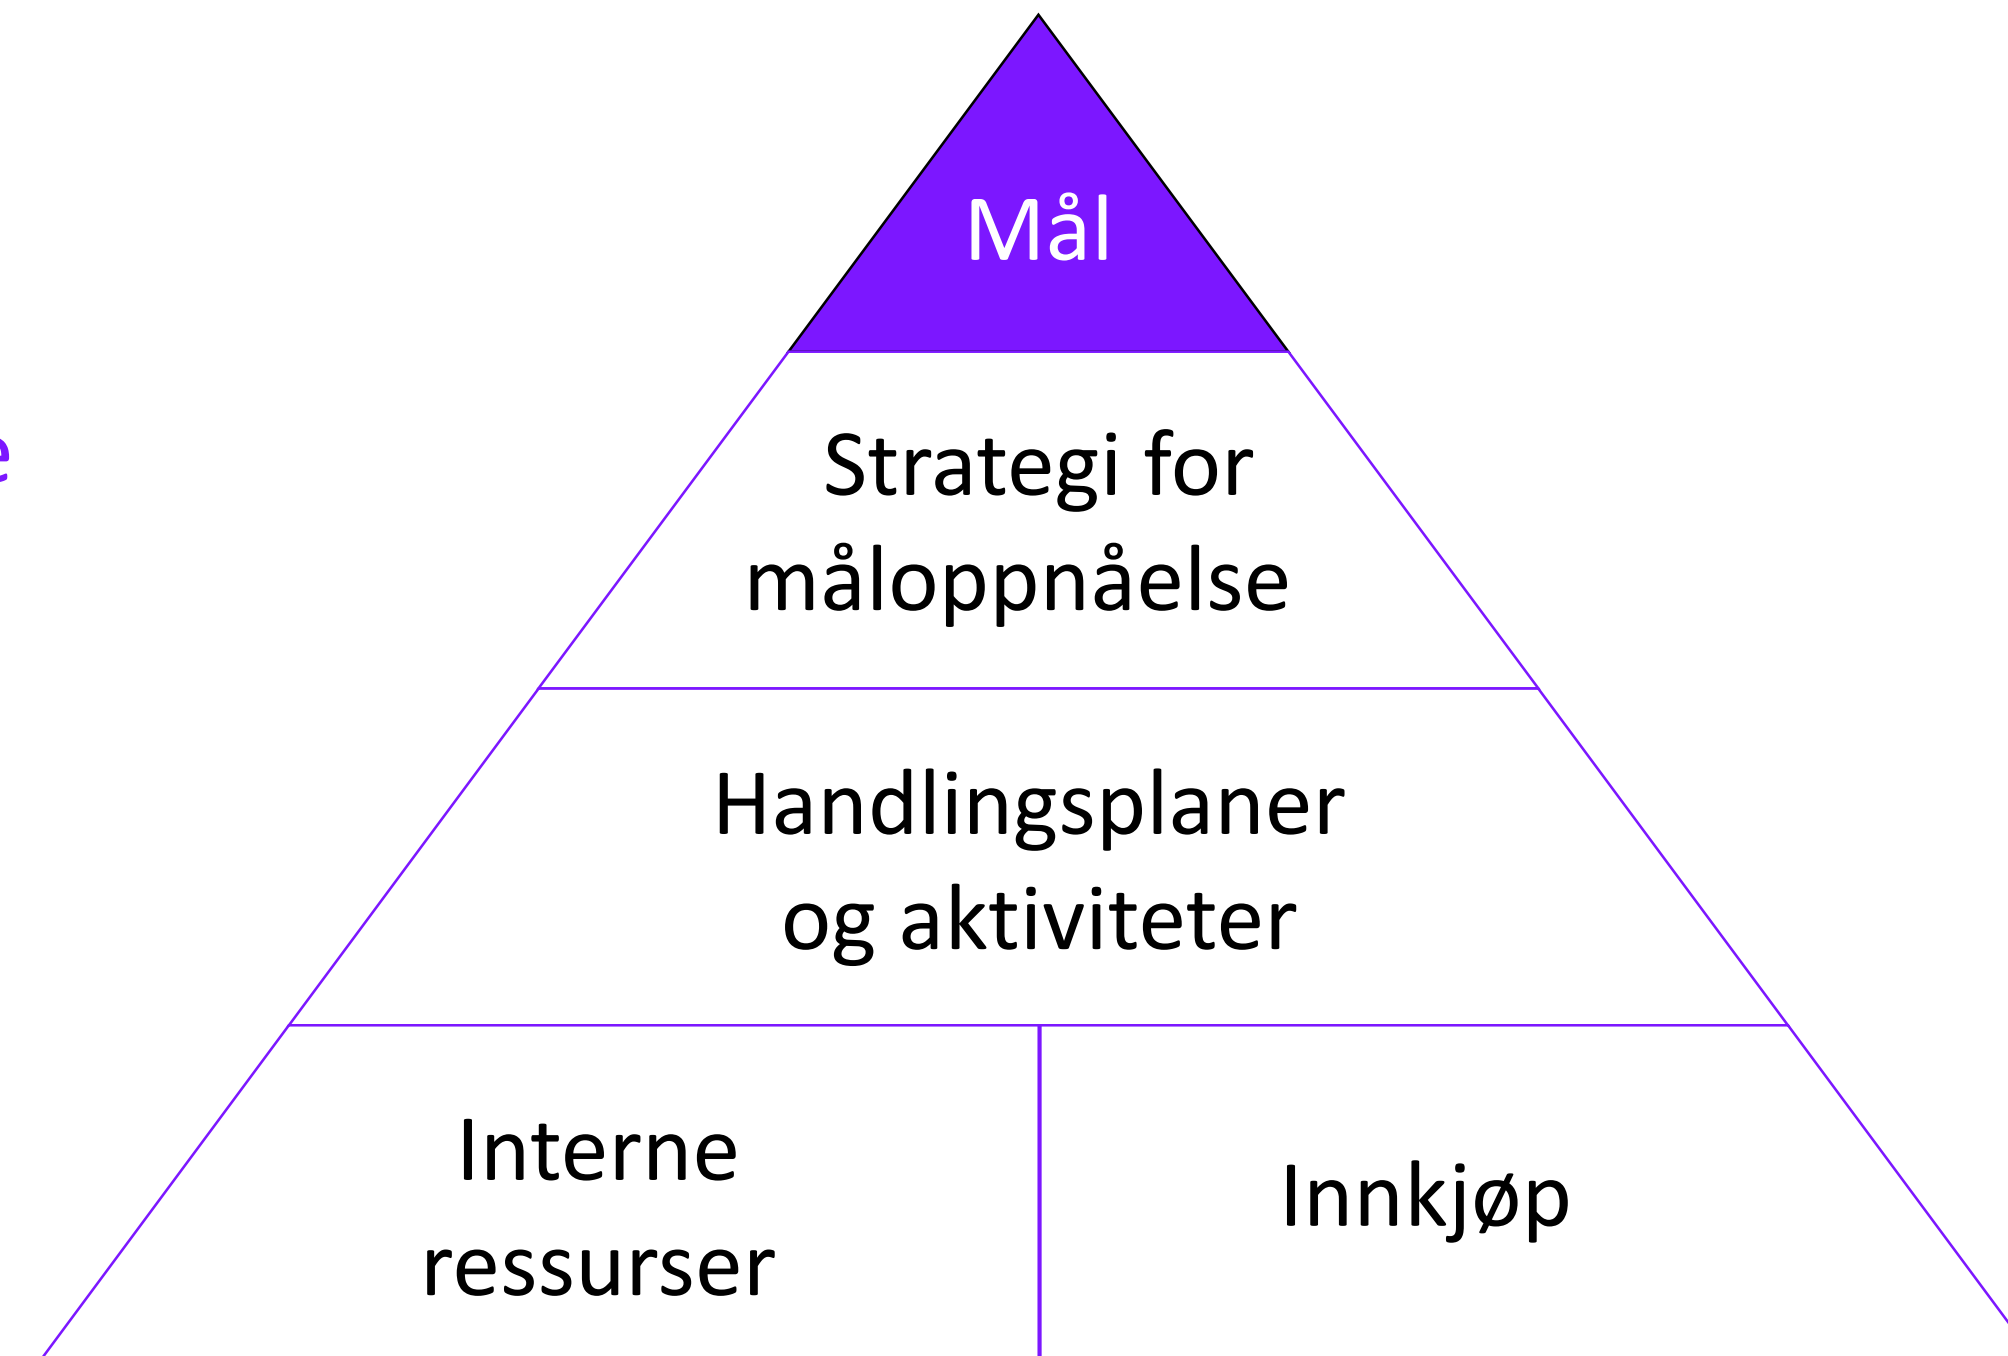 Mål
Strategi for
måloppnåelse
Handlingsplaner
og aktiviteter
Interne
ressurser
Innkjøp